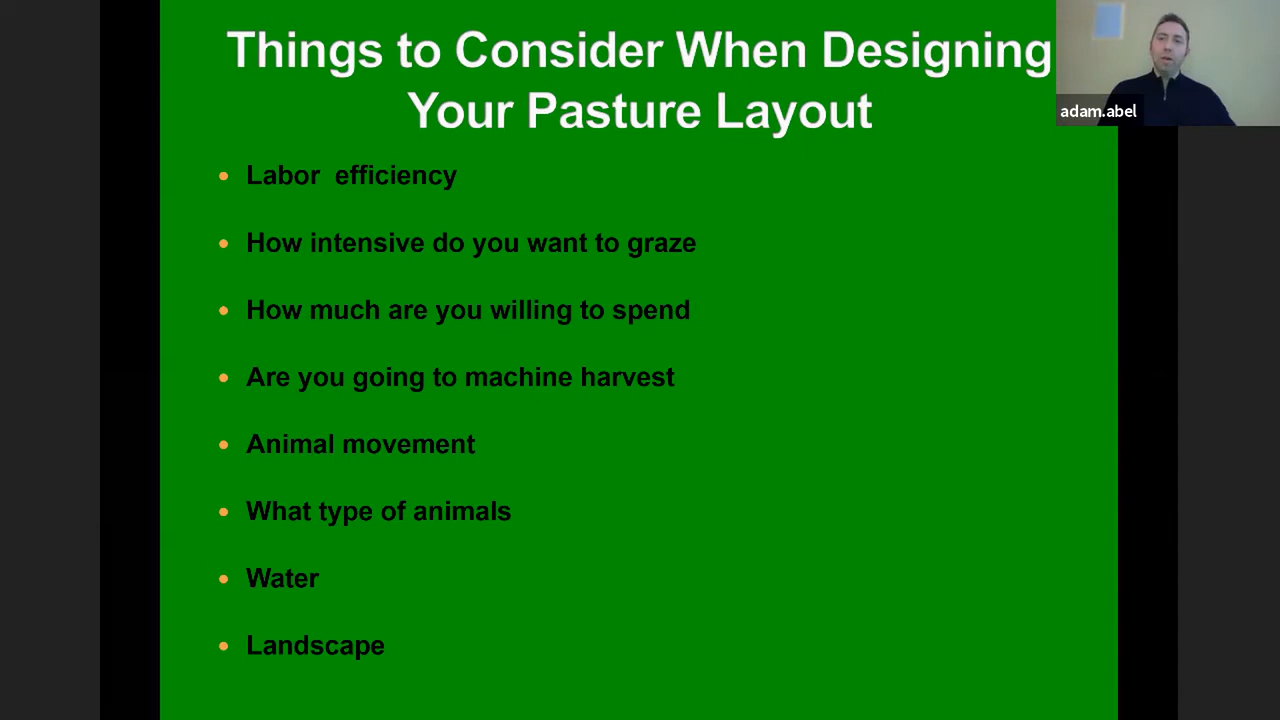 Things to Consider When Designing
Your Pasture Layout
adam.abel
Labor  efficiency
How intensive do you want to graze
How much are you willing to spend
Are you going to machine harvest
Animal movement
What type of animals
Water
Landscape